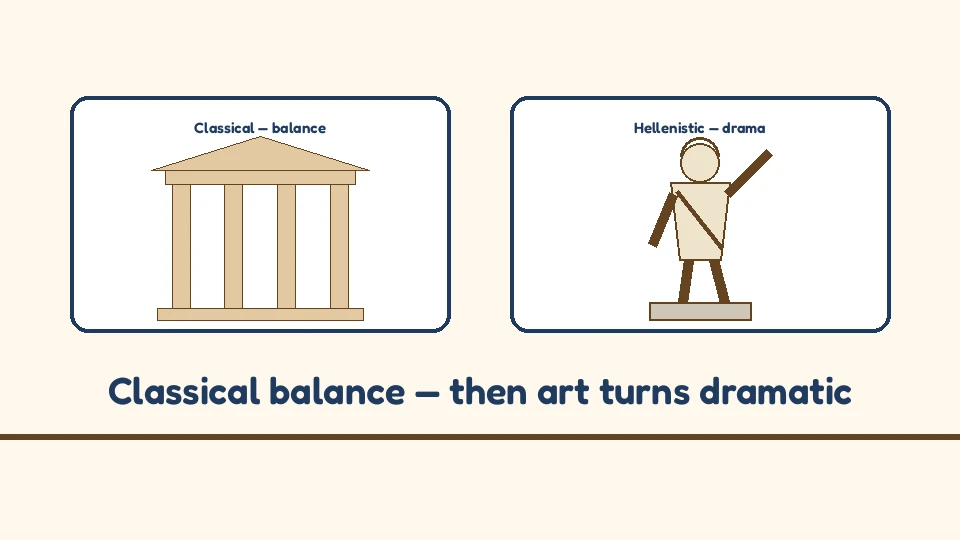 Classical — balance
Hellenistic — drama
Classical balance — then art turns dramatic